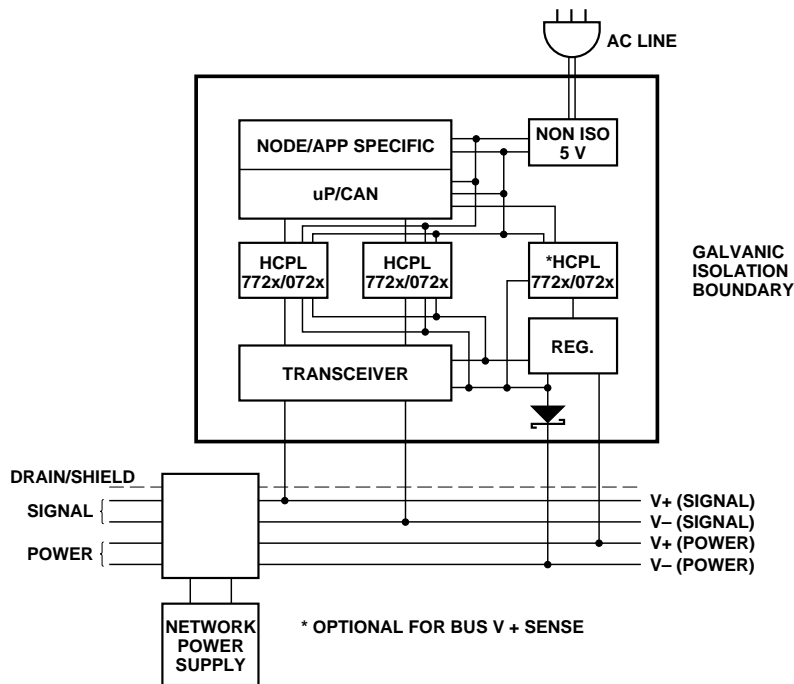 AC LINE
NON ISO
5 V
NODE/APP SPECIFIC
uP/CAN
HCPL
772x/072x
HCPL
772x/072x
*HCPL
772x/072x
GALVANIC
ISOLATION
BOUNDARY
REG.
TRANSCEIVER
DRAIN/SHIELD
SIGNAL
POWER
V+ (SIGNAL)
V– (SIGNAL)
V+ (POWER)
V– (POWER)
NETWORK
POWER
SUPPLY
* OPTIONAL FOR BUS V + SENSE